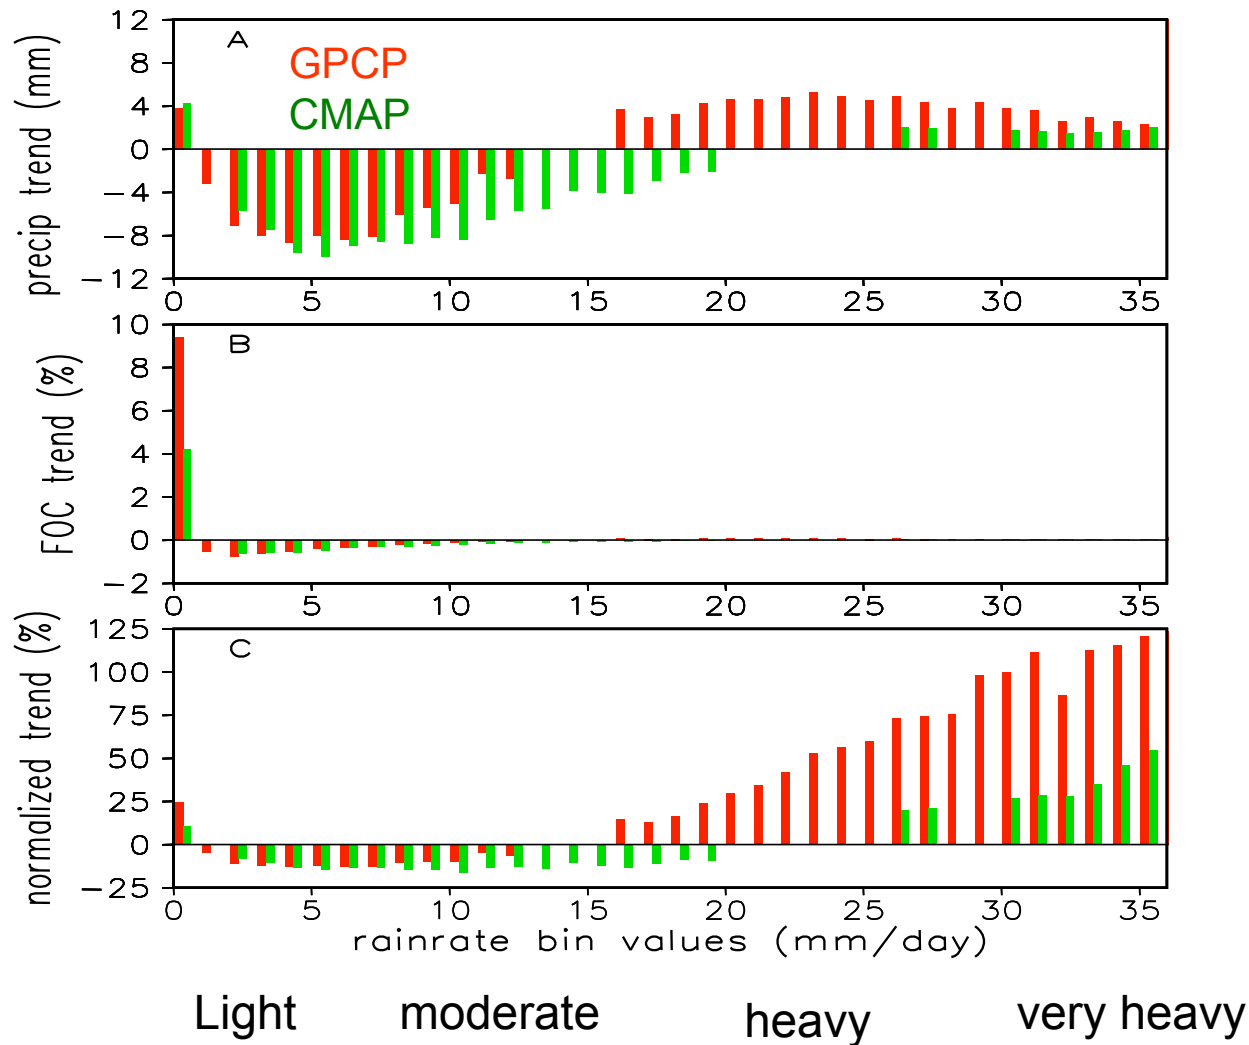 A
GPCP
CMAP
precip trend (mm)
12
8
4
0
−4
−8
−12
0 5 10 15 20 25 30 35
B
FOC trend (%)
10
8
6
4
2
0
−2
0 5 10 15 20 25 30 35
C
normalized trend (%)
125
100
75
50
25
0
−25
0 5 10 15 20 25 30 35
rainrate bin values (mm/day)
Light moderate heavy very heavy